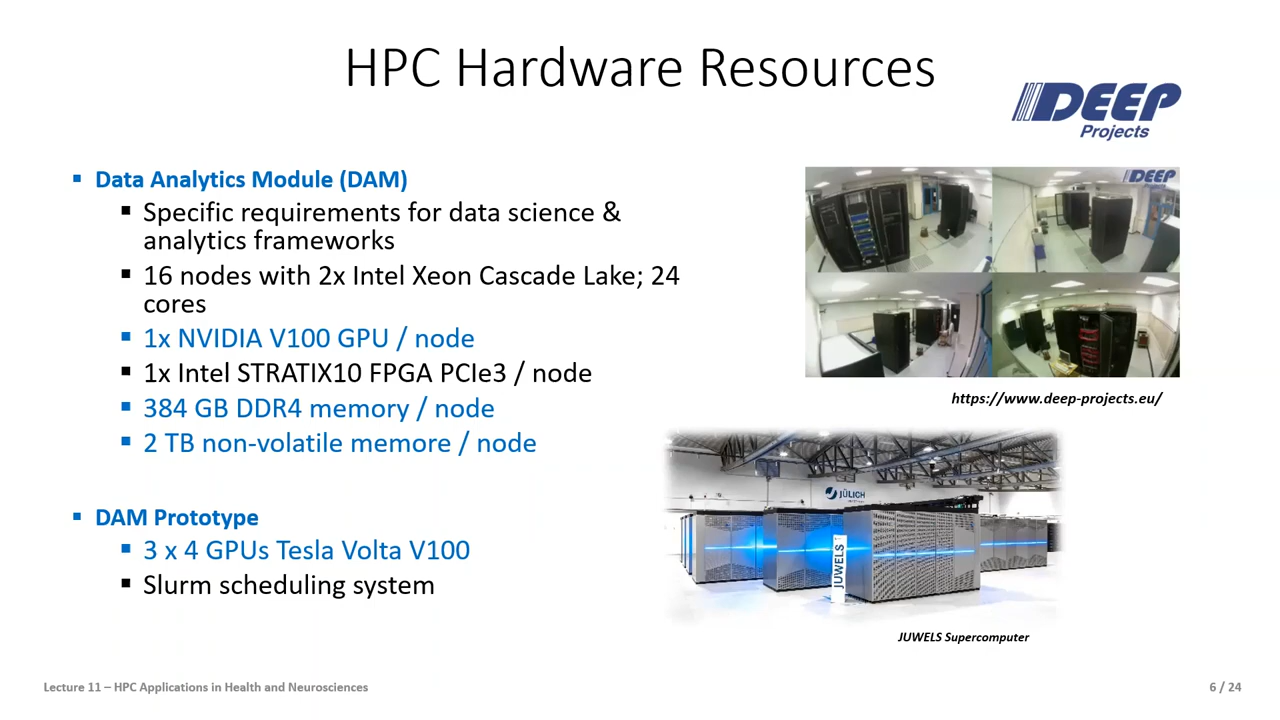 HPC Hardware Resources
DEEP
Projects
▪ Data Analytics Module (DAM)
▪ Specific requirements for data science &
analytics frameworks
▪ 16 nodes with 2x Intel Xeon Cascade Lake; 24
cores
▪ 1x NVIDIA V100 GPU / node
▪ 1x Intel STRATIX10 FPGA PCIe3 / node
▪ 384 GB DDR4 memory / node
▪ 2 TB non-volatile memore / node
▪ DAM Prototype
▪ 3 x 4 GPUs Tesla Volta V100
▪ Slurm scheduling system
DEEP
https://www.deep-projects.eu/
JÜLICH
JUWELS
JUWELS Supercomputer
Lecture 11 – HPC Applications in Health and Neurosciences
6 / 24